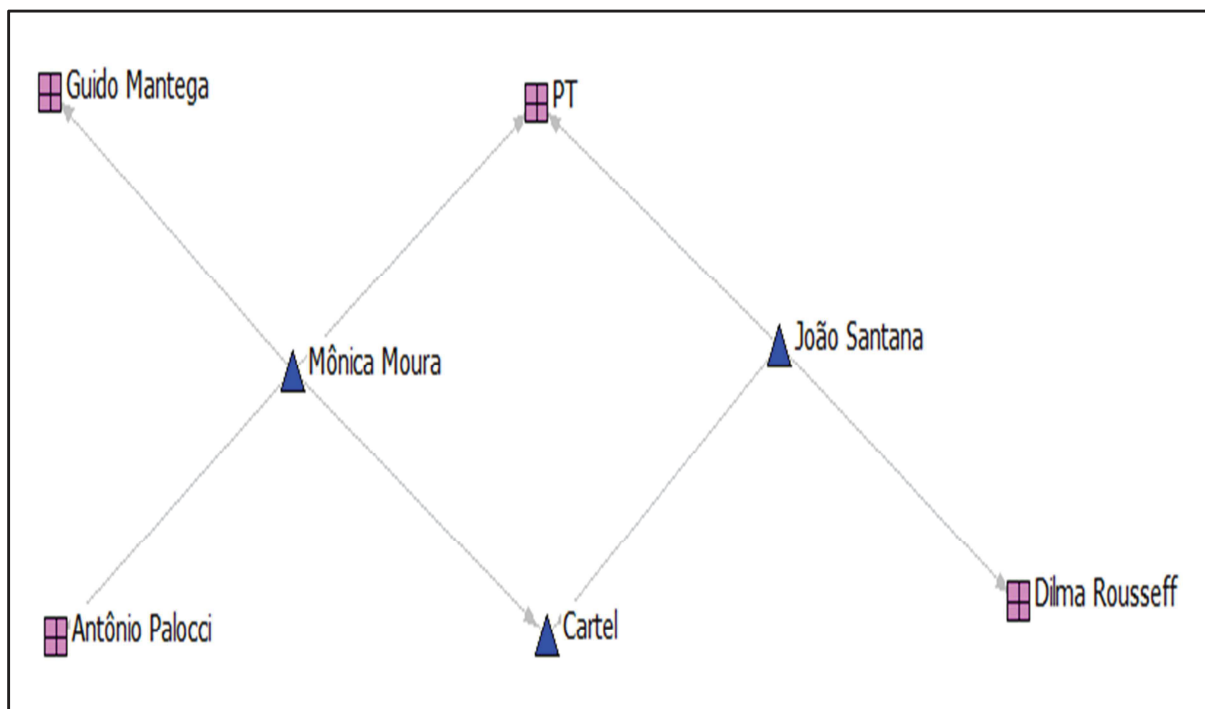 Guido Mantega
PT
João Santana
Mônica Moura
Dilma Rousseff
Antônio Palocci
Cartel